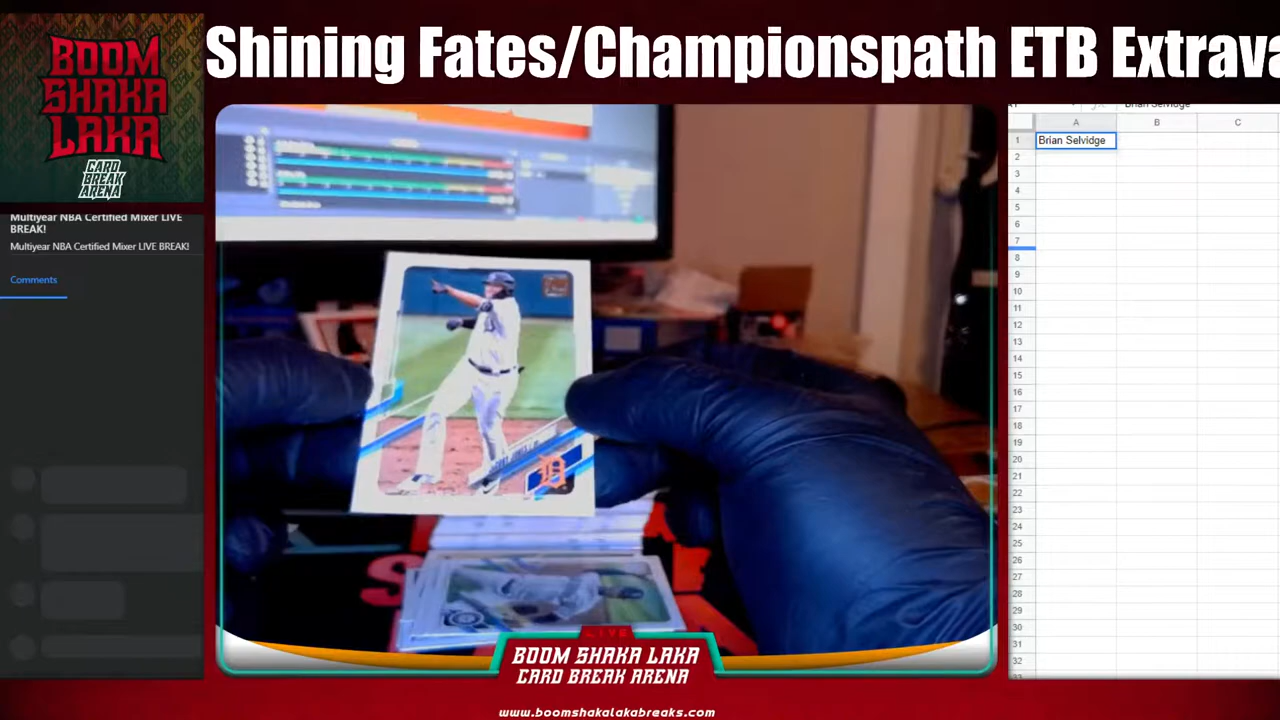 BOOM
SHAKA
LAKA
CARD
BREAK
ARENA
Shining Fates/Championspath ETB Extrava
Multiyear NBA Certified Mixer LIVE
BREAK!
Multiyear NBA Certified Mixer LIVE BREAK!
Comments
Brian Selvidge
A B C
1 Brian Selvidge
2
3
4
5
6
7
8
9
10
11
12
13
14
15
16
17
18
19
20
21
22
23
24
25
26
27
28
29
30
31
32
D
LIVE
BOOM SHAKA LAKA
CARD BREAK ARENA
www.boomshakalakabreaks.com